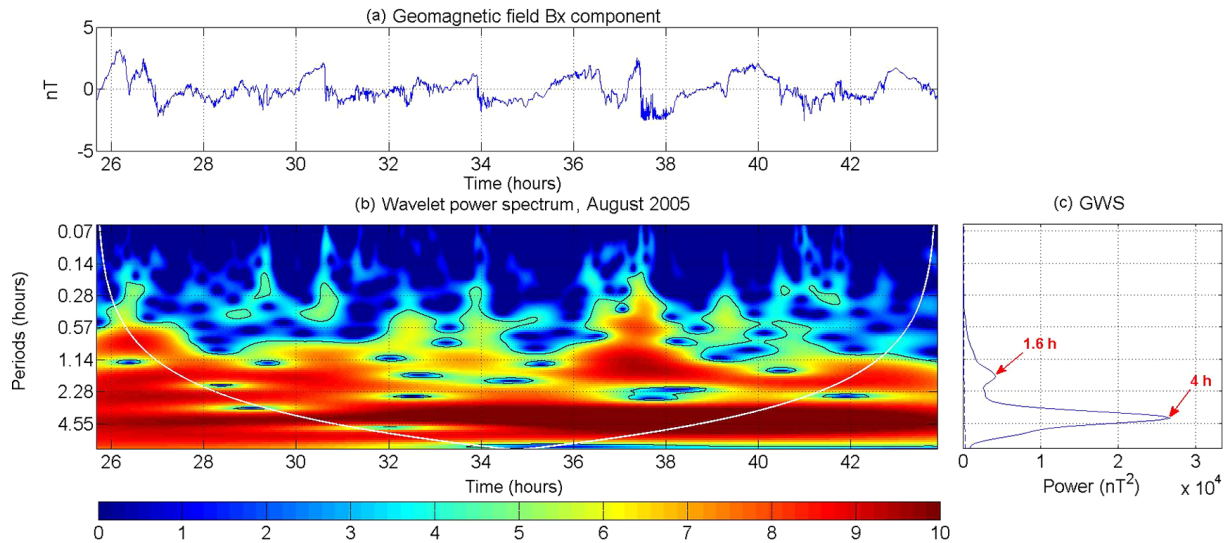 (a) Geomagnetic field Bx component
5
0
-5
nT
26 28 30 32 34 36 38 40 42
Time (hours)
(b) Wavelet power spectrum, August 2005
(c) GWS
0.07
0.14
0.28
0.57
1.14
2.28
4.55
Periods (hours)
26 28 30 32 34 36 38 40 42
Time (hours)
1.6 h
4 h
0 1 2 3
Power (nT²)
x 10⁴
0 1 2 3 4 5 6 7 8 9 10